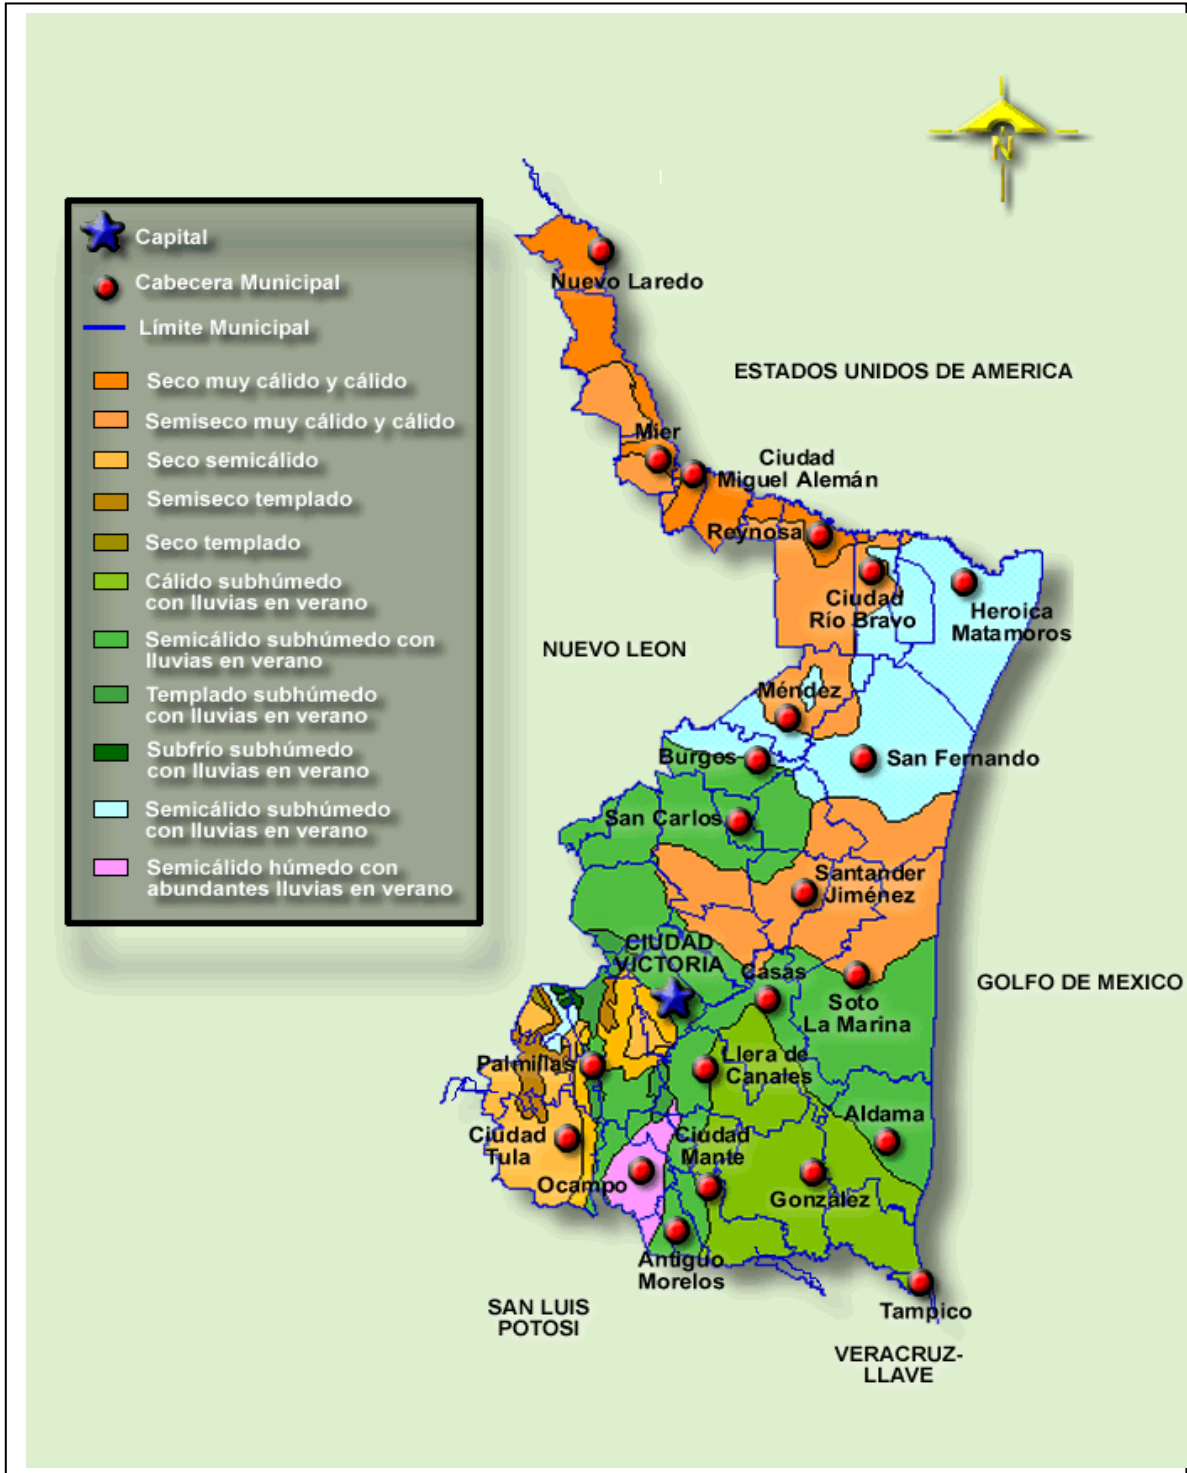 N
Capital
Cabecera Municipal
Límite Municipal
Seco muy cálido y cálido
Semiseco muy cálido y cálido
Seco semicálido
Semiseco templado
Seco templado
Cálido subhúmedo
con lluvias en verano
Semicálido subhúmedo con
lluvias en verano
Templado subhúmedo
con lluvias en verano
Subfrío subhúmedo
con lluvias en verano
Semicálido subhúmedo
con lluvias en verano
Semicálido húmedo con
abundantes lluvias en verano
Nuevo Laredo
ESTADOS UNIDOS DE AMERICA
Mier
Ciudad
Miguel Alemán
Reynosa
Ciudad
Río Bravo
Heroica
Matamoros
NUEVO LEON
Méndez
Burgos
San Fernando
San Carlos
Santander
Jiménez
CIUDAD
VICTORIA
Casas
Soto
La Marina
GOLFO DE MEXICO
Palmillas
Llera de
Canales
Aldama
Ciudad
Tula
Ciudad
Mante
Ocampo
González
Antiguo
Morelos
Tampico
SAN LUIS
POTOSI
VERACRUZ-
LLAVE